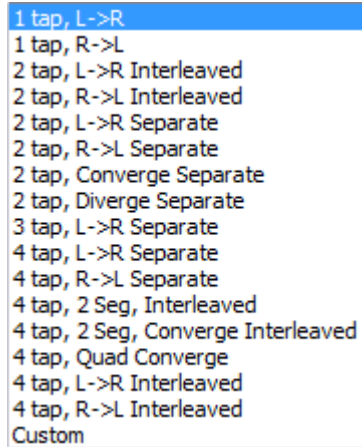 1 tap, L->R
1 tap, R->L
2 tap, L->R Interleaved
2 tap, R->L Interleaved
2 tap, L->R Separate
2 tap, R->L Separate
2 tap, Converge Separate
2 tap, Diverge Separate
3 tap, L->R Separate
4 tap, L->R Separate
4 tap, R->L Separate
4 tap, 2 Seg, Interleaved
4 tap, 2 Seg, Converge Interleaved
4 tap, Quad Converge
4 tap, L->R Interleaved
4 tap, R->L Interleaved
Custom